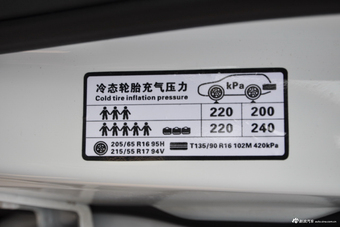 冷态轮胎充气压力
Cold tire inflation pressure
kPa
220 200
220 240
205/65 R16 95H
215/55 R17 94V
T135/90 R16 102M 420kPa